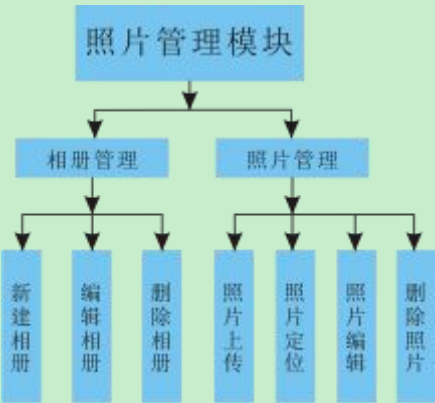 照片管理模块
相册管理
照片管理
新建相册
编辑相册
删除相册
照片上传
照片定位
照片编辑
删除照片